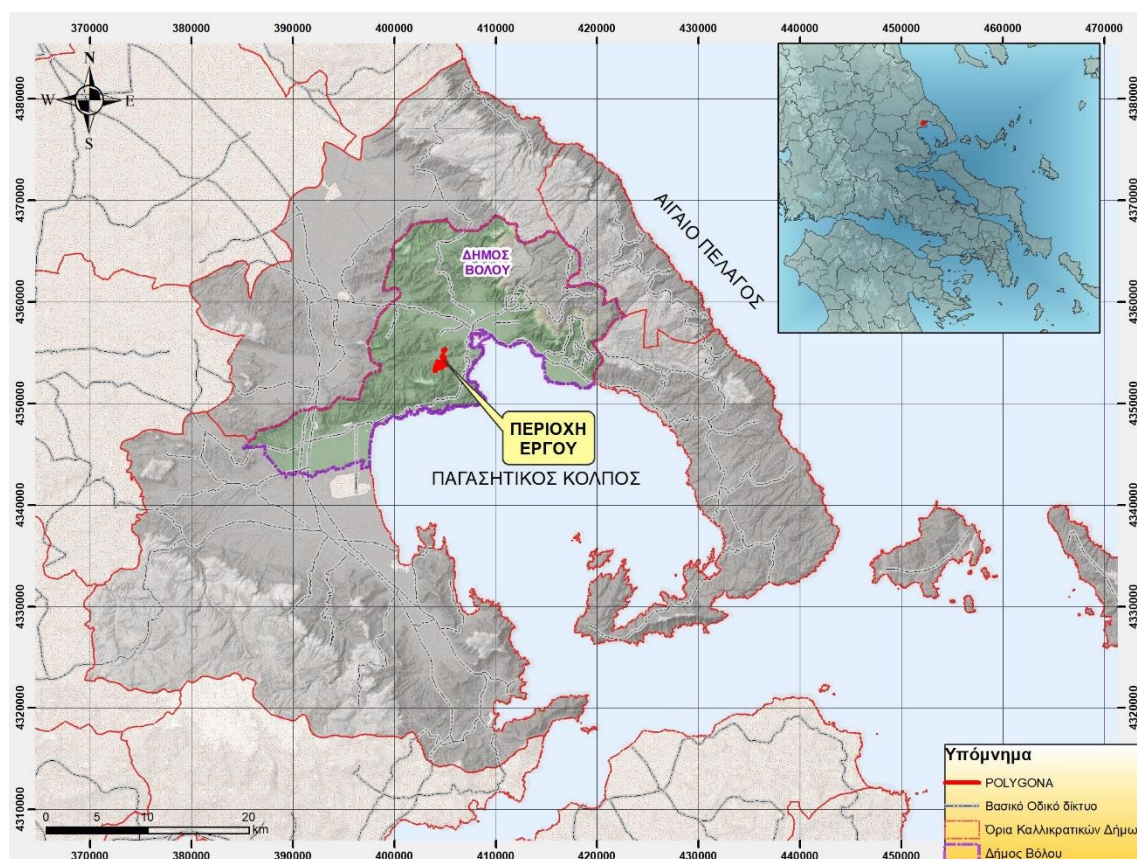 370000 380000 390000 400000 410000 420000 430000 440000 450000 460000 470000
N
W E
S
4380000 4380000
4370000 4370000
ΑΙΓΑΙΟ ΠΕΛΑΓΟΣ
ΔΗΜΟΣ
ΒΟΛΟΥ
4360000 4360000
4350000 4350000
ΠΕΡΙΟΧΗ
ΕΡΓΟΥ
ΠΑΓΑΣΗΤΙΚΟΣ ΚΟΛΠΟΣ
4340000 4340000
4330000 4330000
4320000 4320000
4310000
Υπόμνημα
POLYGONA
Βασικό Οδικό δίκτυο
Όρια Καλλικρατικών Δήμω
Δήμος Βόλου
0 5 10 20
km
370000 380000 390000 400000 410000 420000 430000 440000 450000 460000 470000